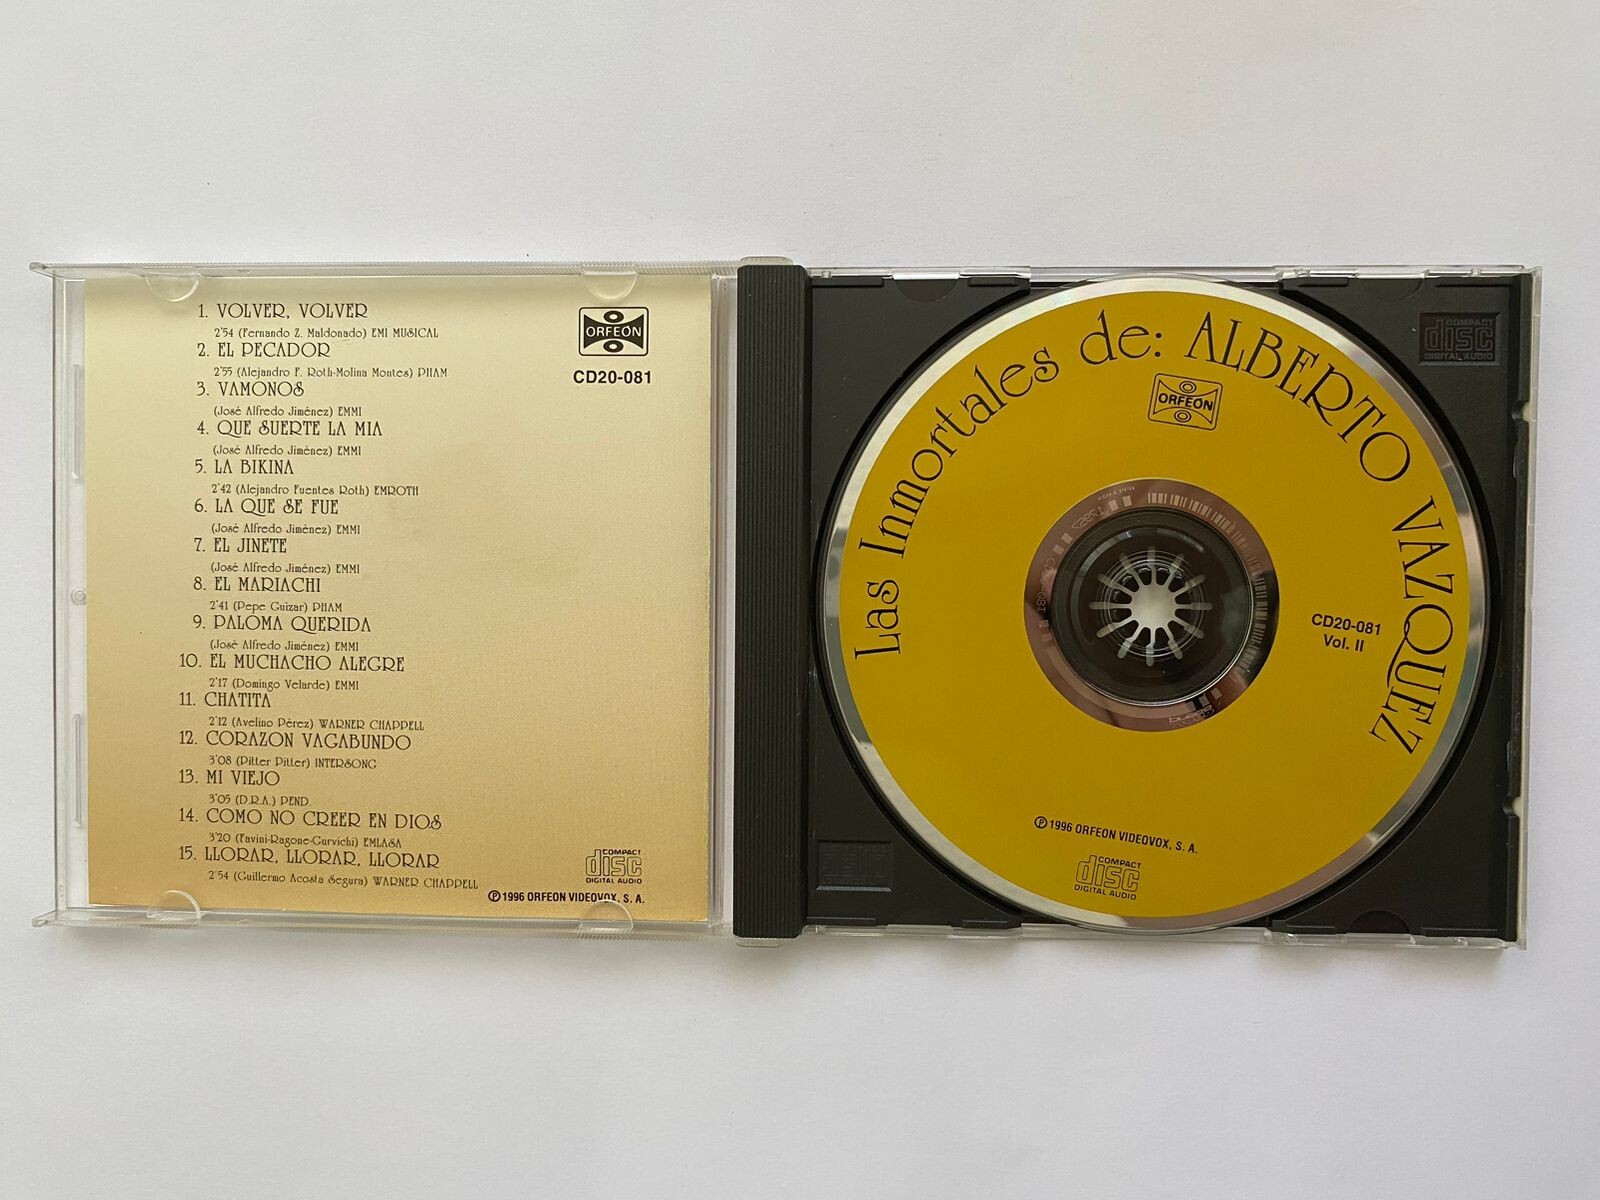 1. VOLVER, VOLVER
2'54 (Fernando Z. Maldonado) EMI MUSICAL
2. EL PECADOR
2'55 (Alejandro F. Roth-Molina Montes) PHAM
3. VAMONOS
(José Alfredo Jiménez) EMMI
4. QUE SUERTE LA MIA
(José Alfredo Jiménez) EMMI
5. LA BIKINA
2'42 (Alejandro Fuentes Roth) EMROTH
6. LA QUE SE FUE
(José Alfredo Jiménez) EMMI
7. EL JINETE
(José Alfredo Jiménez) EMMI
8. EL MARIACHI
2'41 (Pepe Guizar) PHAM
9. PALOMA QUERIDA
(José Alfredo Jiménez) EMMI
10. EL MUCHACHO ALEGRE
2'17 (Domingo Velarde) EMMI
11. CHATITA
2'12 (Avelino Pérez) WARNER CHAPPELL
12. CORAZON VAGABUNDO
3'08 (Pitter Pitter) INTERSONG
13. MI VIEJO
3'05 (D.R.A.) PEND.
14. COMO NO CREER EN DIOS
3'20 (Favini-Ragone-Gurvichi) EMLASA
15. LLORAR, LLORAR, LLORAR
2'54 (Guillermo Acosta Segura) WARNER CHAPPELL
ORFEON
CD20-081
COMPACT
disc
DIGITAL AUDIO
℗ 1996 ORFEON VIDEOVOX, S. A.
Las Inmortales de: ALBERTO VAZQUEZ
ORFEON
CD20-081
Vol. II
℗ 1996 ORFEON VIDEOVOX, S. A.
COMPACT
disc
DIGITAL AUDIO
COMPACT
disc
DIGITAL AUDIO